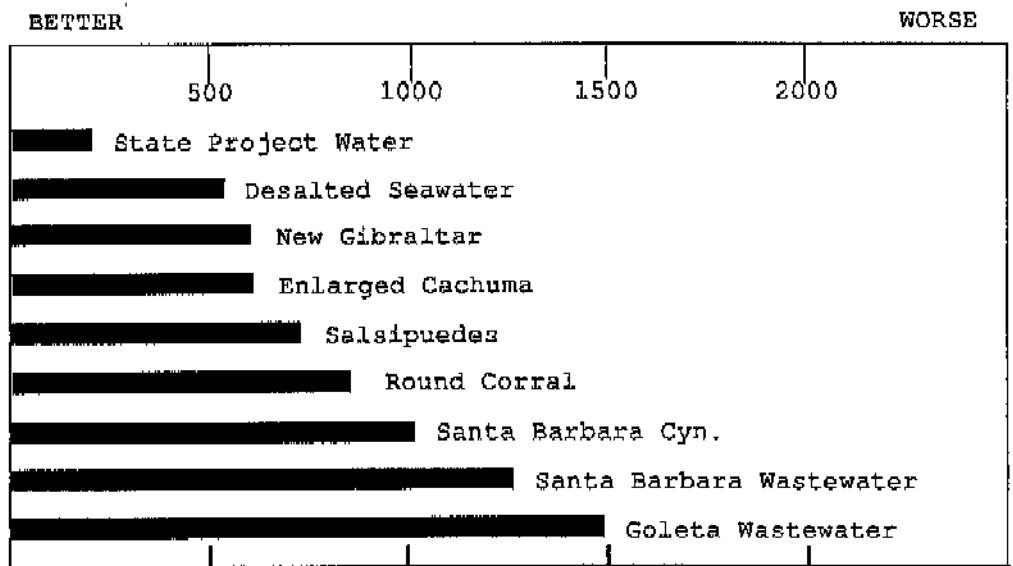 BETTER WORSE
500 1000 1500 2000
State Project Water
Desalted Seawater
New Gibraltar
Enlarged Cachuma
Salsipuedes
Round Corral
Santa Barbara Cyn.
Santa Barbara Wastewater
Goleta Wastewater